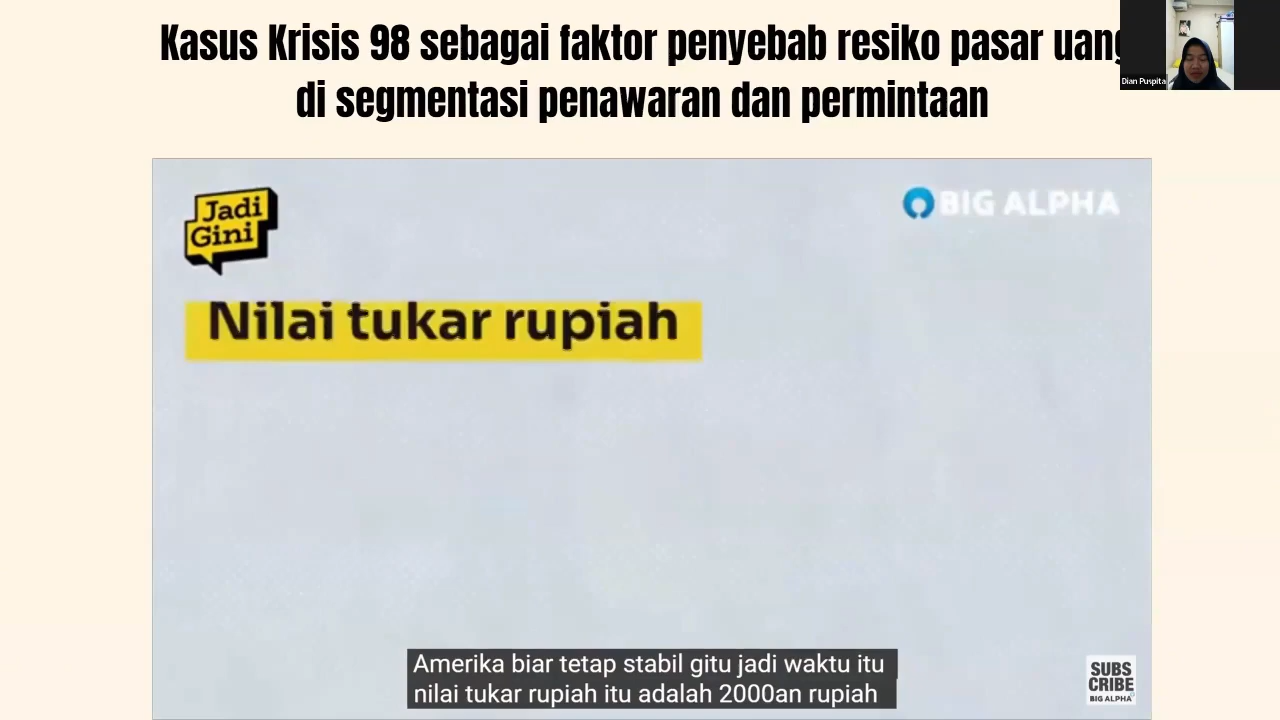 Kasus Krisis 98 sebagai faktor penyebab resiko pasar uang
di segmentasi penawaran dan permintaan
Dian Puspita
Jadi
Gini
BIG ALPHA
Nilai tukar rupiah
Amerika biar tetap stabil gitu jadi waktu itu
nilai tukar rupiah itu adalah 2000an rupiah
SUBS
CRIBE
BIG ALPHA